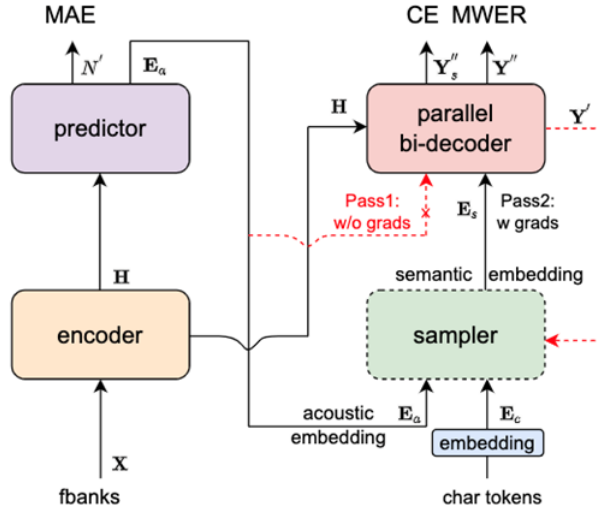 MAE
CE MWER
N′
E_a
Y″_s
Y″
predictor
H
parallel
bi-decoder
Y′
Pass1:
w/o grads
E_s
Pass2:
w grads
H
semantic embedding
encoder
sampler
acoustic
embedding
E_a
E_c
embedding
X
fbanks
char tokens